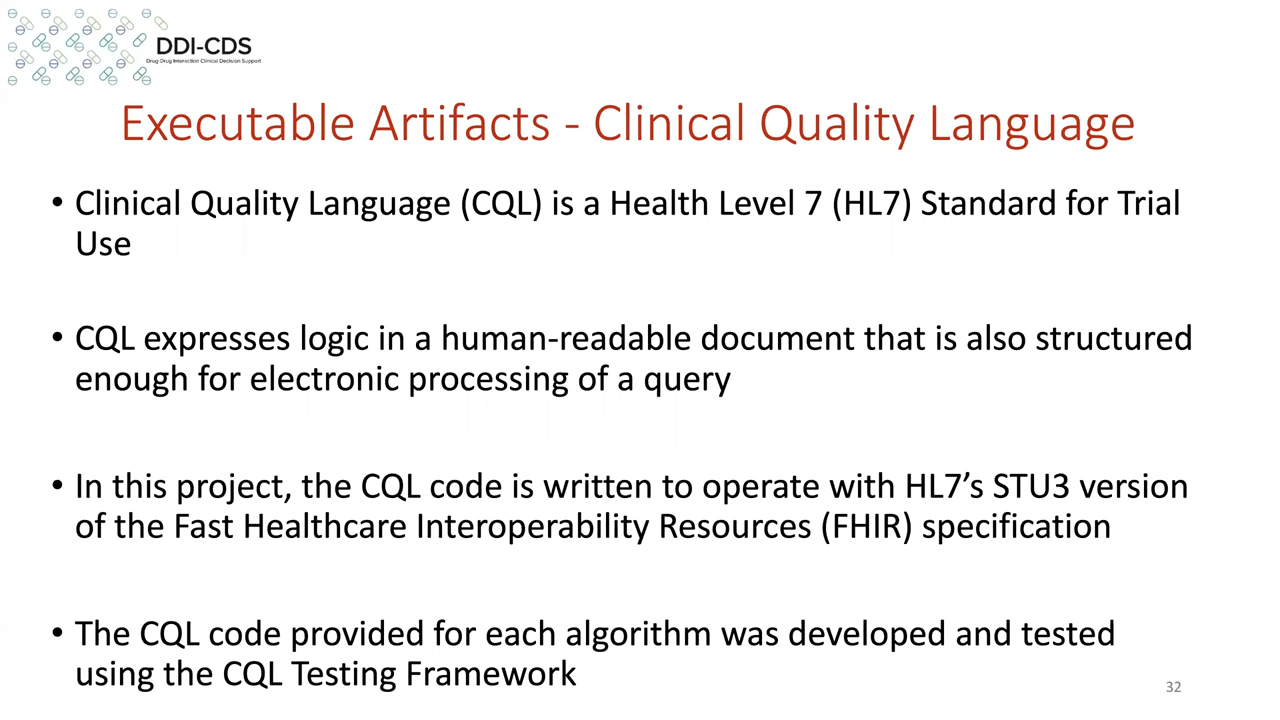 DDI-CDS
Drug-Drug Interaction Clinical Decision Support
Executable Artifacts - Clinical Quality Language
• Clinical Quality Language (CQL) is a Health Level 7 (HL7) Standard for Trial
Use
• CQL expresses logic in a human-readable document that is also structured
enough for electronic processing of a query
• In this project, the CQL code is written to operate with HL7’s STU3 version
of the Fast Healthcare Interoperability Resources (FHIR) specification
• The CQL code provided for each algorithm was developed and tested
using the CQL Testing Framework
32